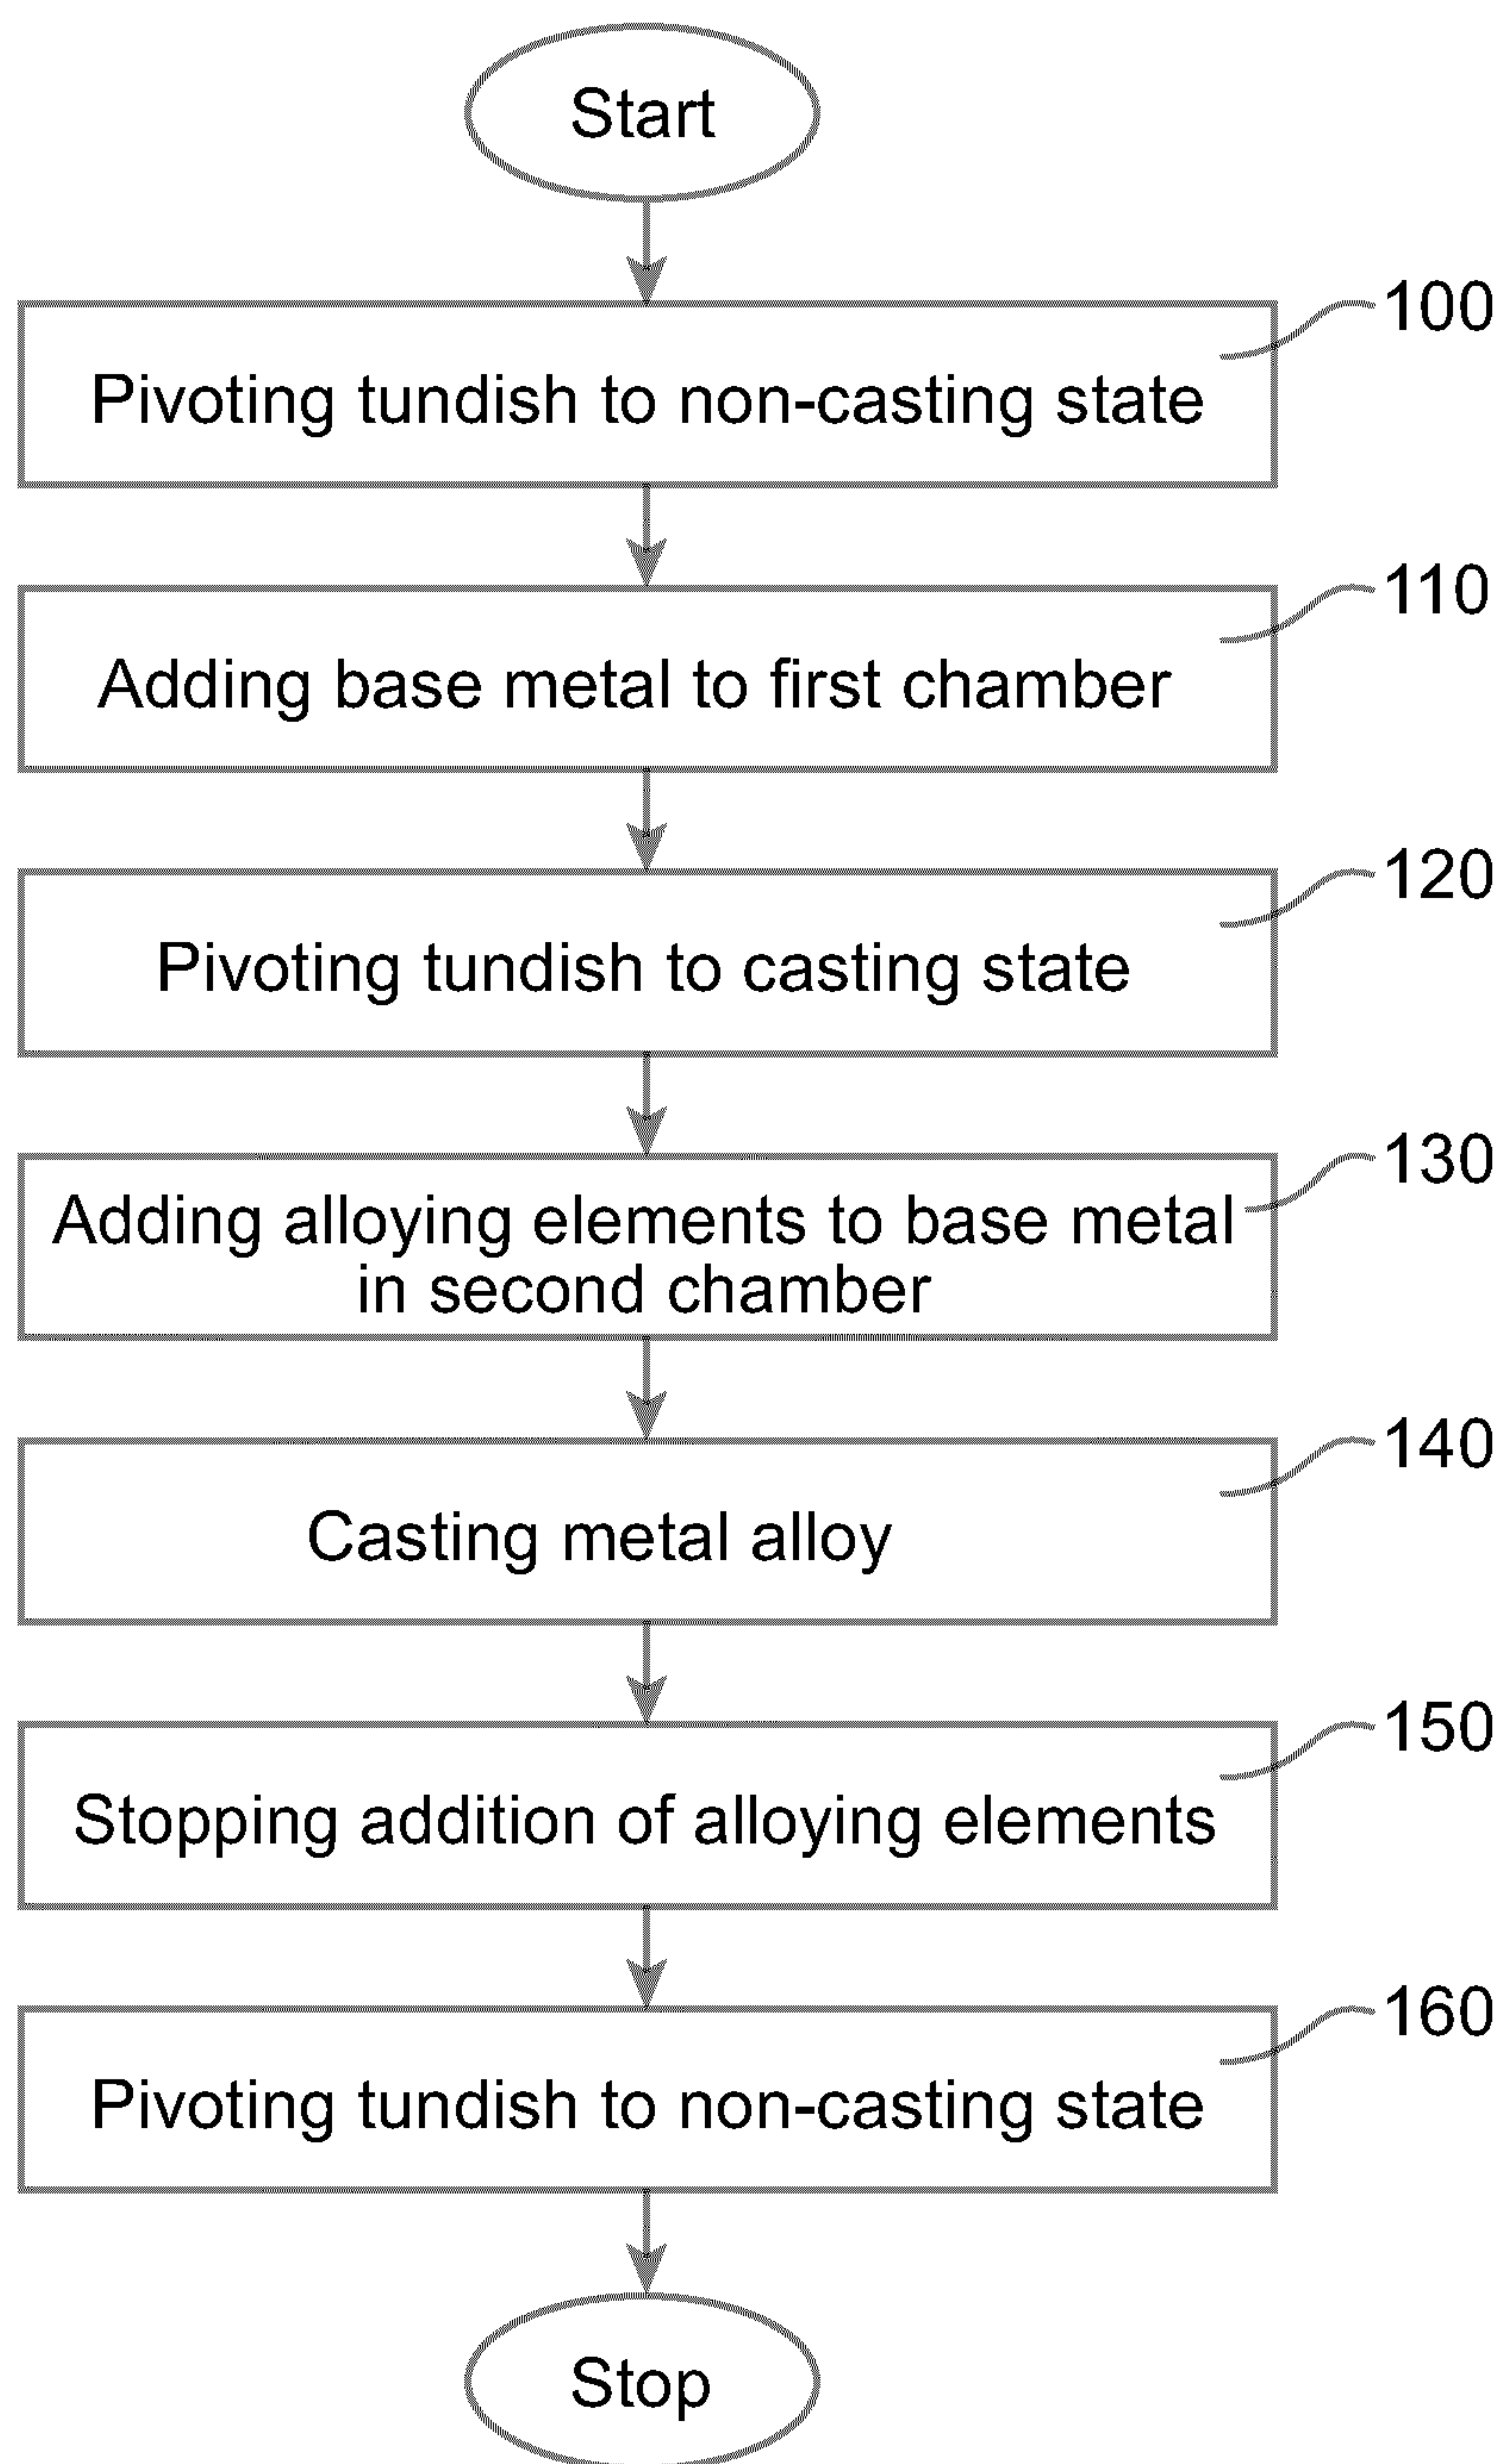 Start
100
Pivoting tundish to non-casting state
110
Adding base metal to first chamber
120
Pivoting tundish to casting state
130
Adding alloying elements to base metal
in second chamber
140
Casting metal alloy
150
Stopping addition of alloying elements
160
Pivoting tundish to non-casting state
Stop